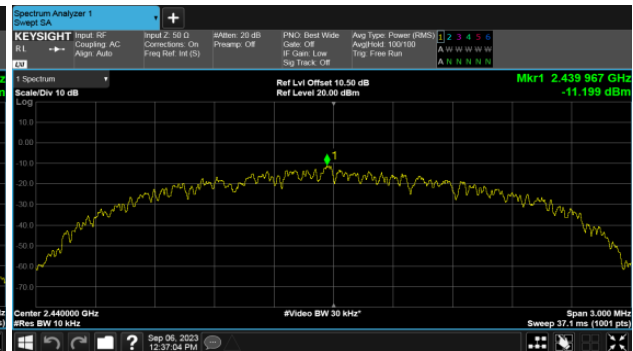 Spectrum Analyzer 1
Swept SA
+
KEYSIGHT
RL
LXI
Input: RF
Coupling: AC
Align: Auto
Input Z: 50 Ω
Corrections: On
Freq Ref: Int (S)
#Atten: 20 dB
Preamp: Off
PNO: Best Wide
Gate: Off
IF Gain: Low
Sig Track: Off
Avg Type: Power (RMS)
Avg|Hold: 100/100
Trig: Free Run
1 2 3 4 5 6
A W W W W W
A N N N N N
1 Spectrum
Scale/Div 10 dB
Log
Ref Lvl Offset 10.50 dB
Ref Level 20.00 dBm
Mkr1 2.439 967 GHz
-11.199 dBm
10.0
0.00
-10.0
-20.0
-30.0
-40.0
-50.0
-60.0
-70.0
1
Center 2.440000 GHz
#Res BW 10 kHz
#Video BW 30 kHz*
Span 3.000 MHz
Sweep 37.1 ms (1001 pts)
?
Sep 06, 2023
12:37:04 PM